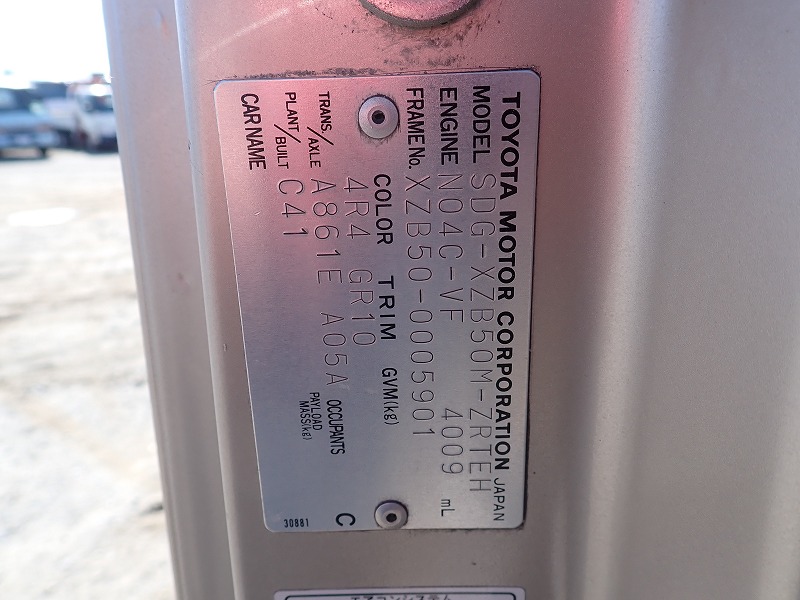 TOYOTA MOTOR CORPORATION JAPAN
MODEL SDG-XZB50M-ZRTEH
ENGINE N04C-VF 4009 mL
FRAME No. XZB50-0005901
COLOR TRIM GVM(kg)
4R4 GR10
TRANS./AXLE A861E A05A OCCUPANTS
PLANT/BUILT C41 PAYLOAD MASS(kg)
CAR NAME
C
30881